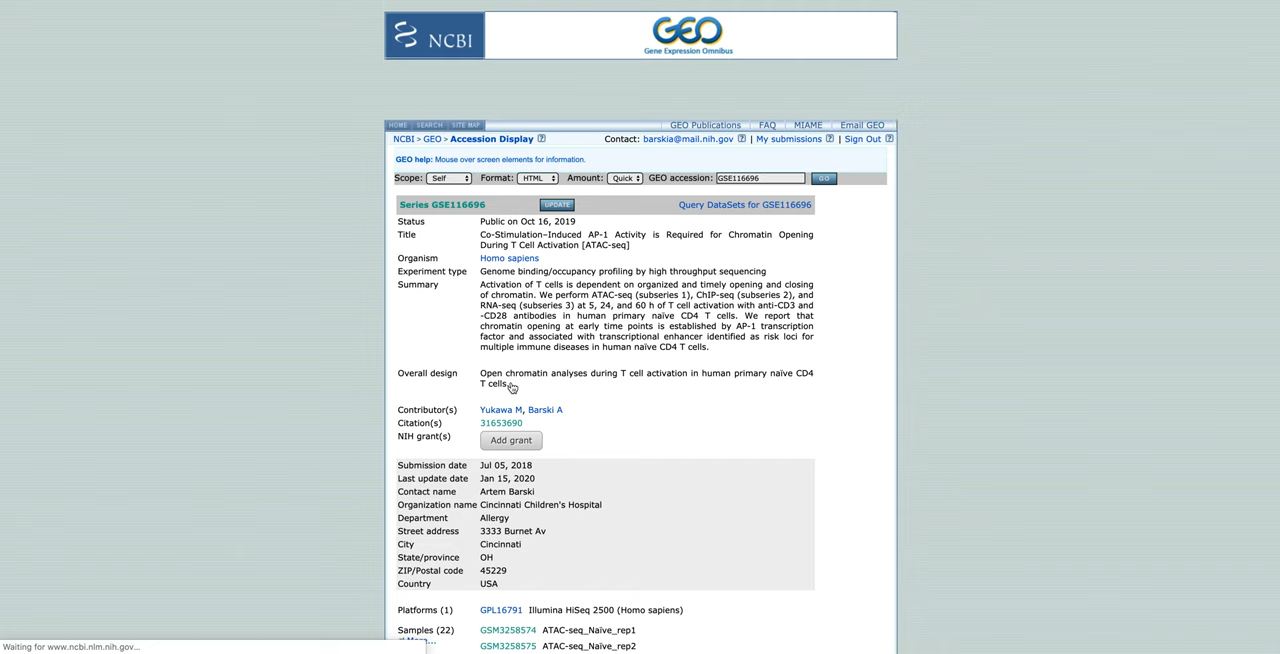 NCBI
GEO
Gene Expression Omnibus
HOME | SEARCH | SITE MAP
GEO Publications | FAQ | MIAME | Email GEO
NCBI > GEO > Accession Display ?
Contact: barskia@mail.nih.gov ? | My submissions ? | Sign Out ?
GEO help: Mouse over screen elements for information.
Scope: Self Format: HTML Amount: Quick GEO accession: GSE116696 GO
Series GSE116696 UPDATE Query DataSets for GSE116696
Status Public on Oct 16, 2019
Title Co-Stimulation–Induced AP-1 Activity is Required for Chromatin Opening
During T Cell Activation [ATAC-seq]
Organism Homo sapiens
Experiment type Genome binding/occupancy profiling by high throughput sequencing
Summary Activation of T cells is dependent on organized and timely opening and closing
of chromatin. We perform ATAC-seq (subseries 1), ChIP-seq (subseries 2), and
RNA-seq (subseries 3) at 5, 24, and 60 h of T cell activation with anti-CD3 and
-CD28 antibodies in human primary naïve CD4 T cells. We report that
chromatin opening at early time points is established by AP-1 transcription
factor and associated with transcriptional enhancer identified as risk loci for
multiple immune diseases in human naïve CD4 T cells.
Overall design Open chromatin analyses during T cell activation in human primary naïve CD4
T cells.
Contributor(s) Yukawa M, Barski A
Citation(s) 31653690
NIH grant(s) Add grant
Submission date Jul 05, 2018
Last update date Jan 15, 2020
Contact name Artem Barski
Organization name Cincinnati Children's Hospital
Department Allergy
Street address 3333 Burnet Av
City Cincinnati
State/province OH
ZIP/Postal code 45229
Country USA
Platforms (1) GPL16791 Illumina HiSeq 2500 (Homo sapiens)
Samples (22) GSM3258574 ATAC-seq_Naïve_rep1
More...
GSM3258575 ATAC-seq_Naïve_rep2
Waiting for www.ncbi.nlm.nih.gov...